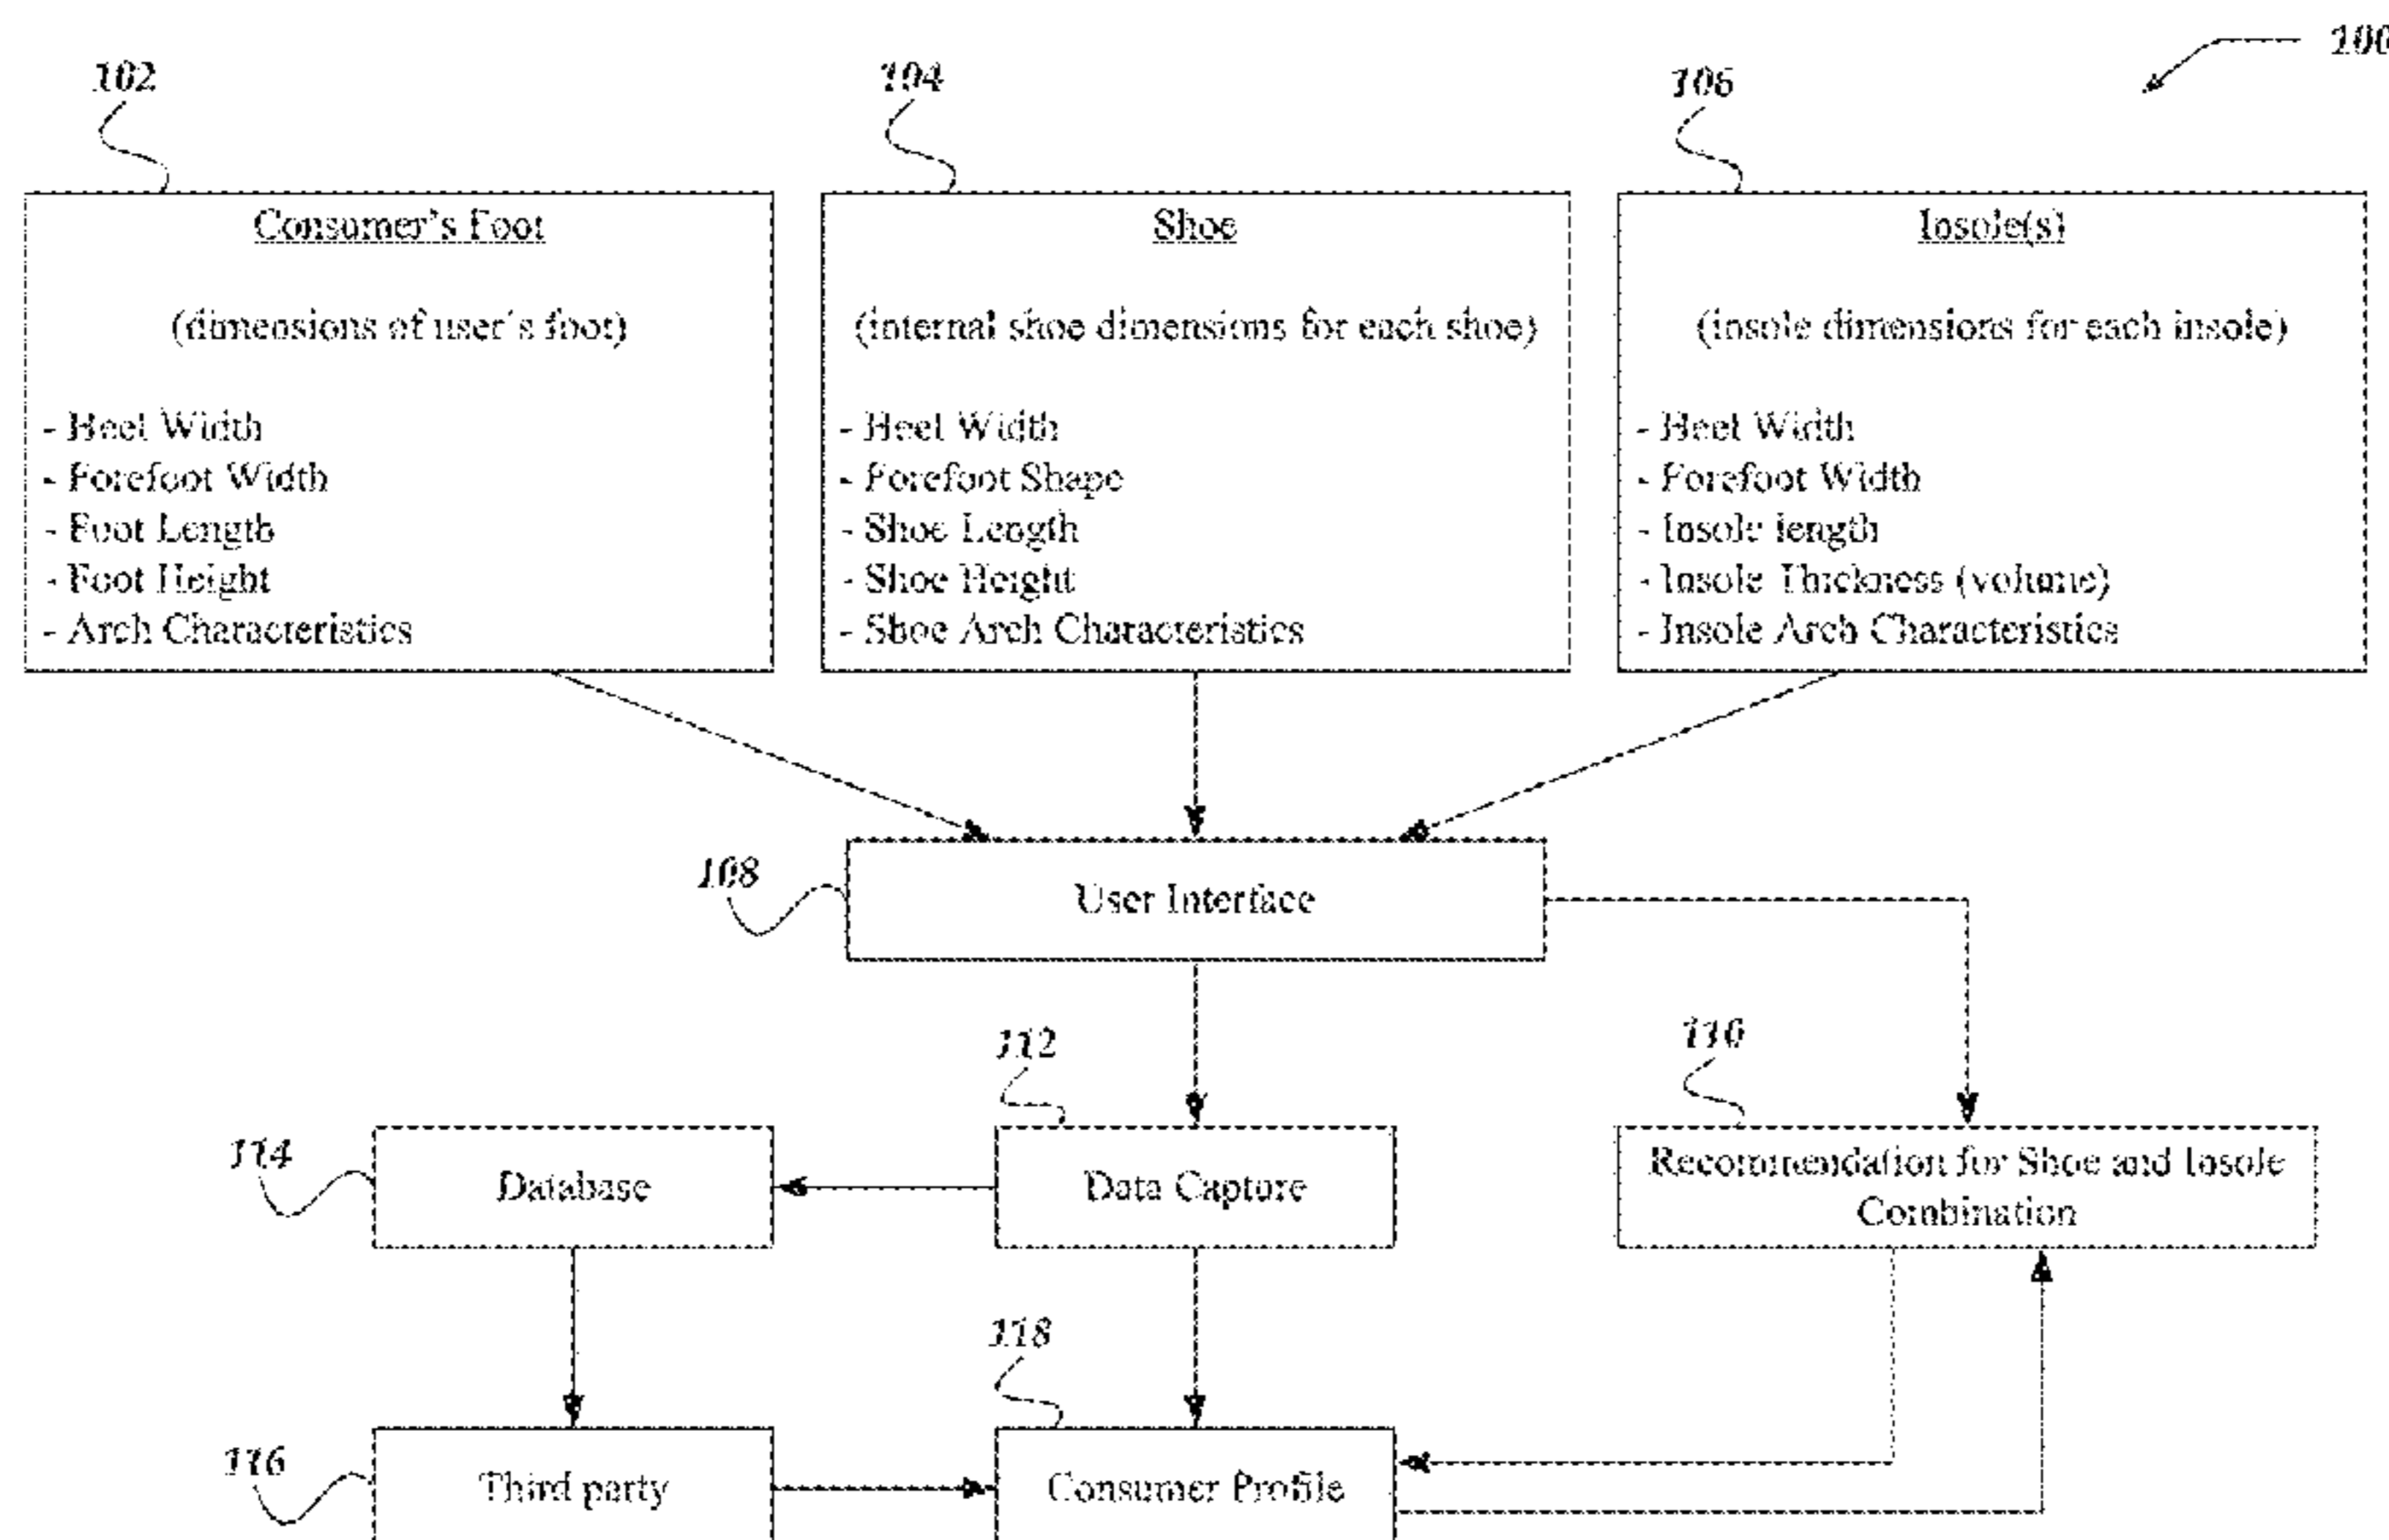 100
102
104
106
Consumer's Foot
(dimensions of user's foot)
- Heel Width
- Forefoot Width
- Foot Length
- Foot Height
- Arch Characteristics
Shoe
(internal shoe dimensions for each shoe)
- Heel Width
- Forefoot Shape
- Shoe Length
- Shoe Height
- Shoe Arch Characteristics
Insole(s)
(insole dimensions for each insole)
- Heel Width
- Forefoot Width
- Insole length
- Insole Thickness (volume)
- Insole Arch Characteristics
108
User Interface
112
110
114
Database
Data Capture
Recommendation for Shoe and Insole
Combination
118
116
Third party
Consumer Profile